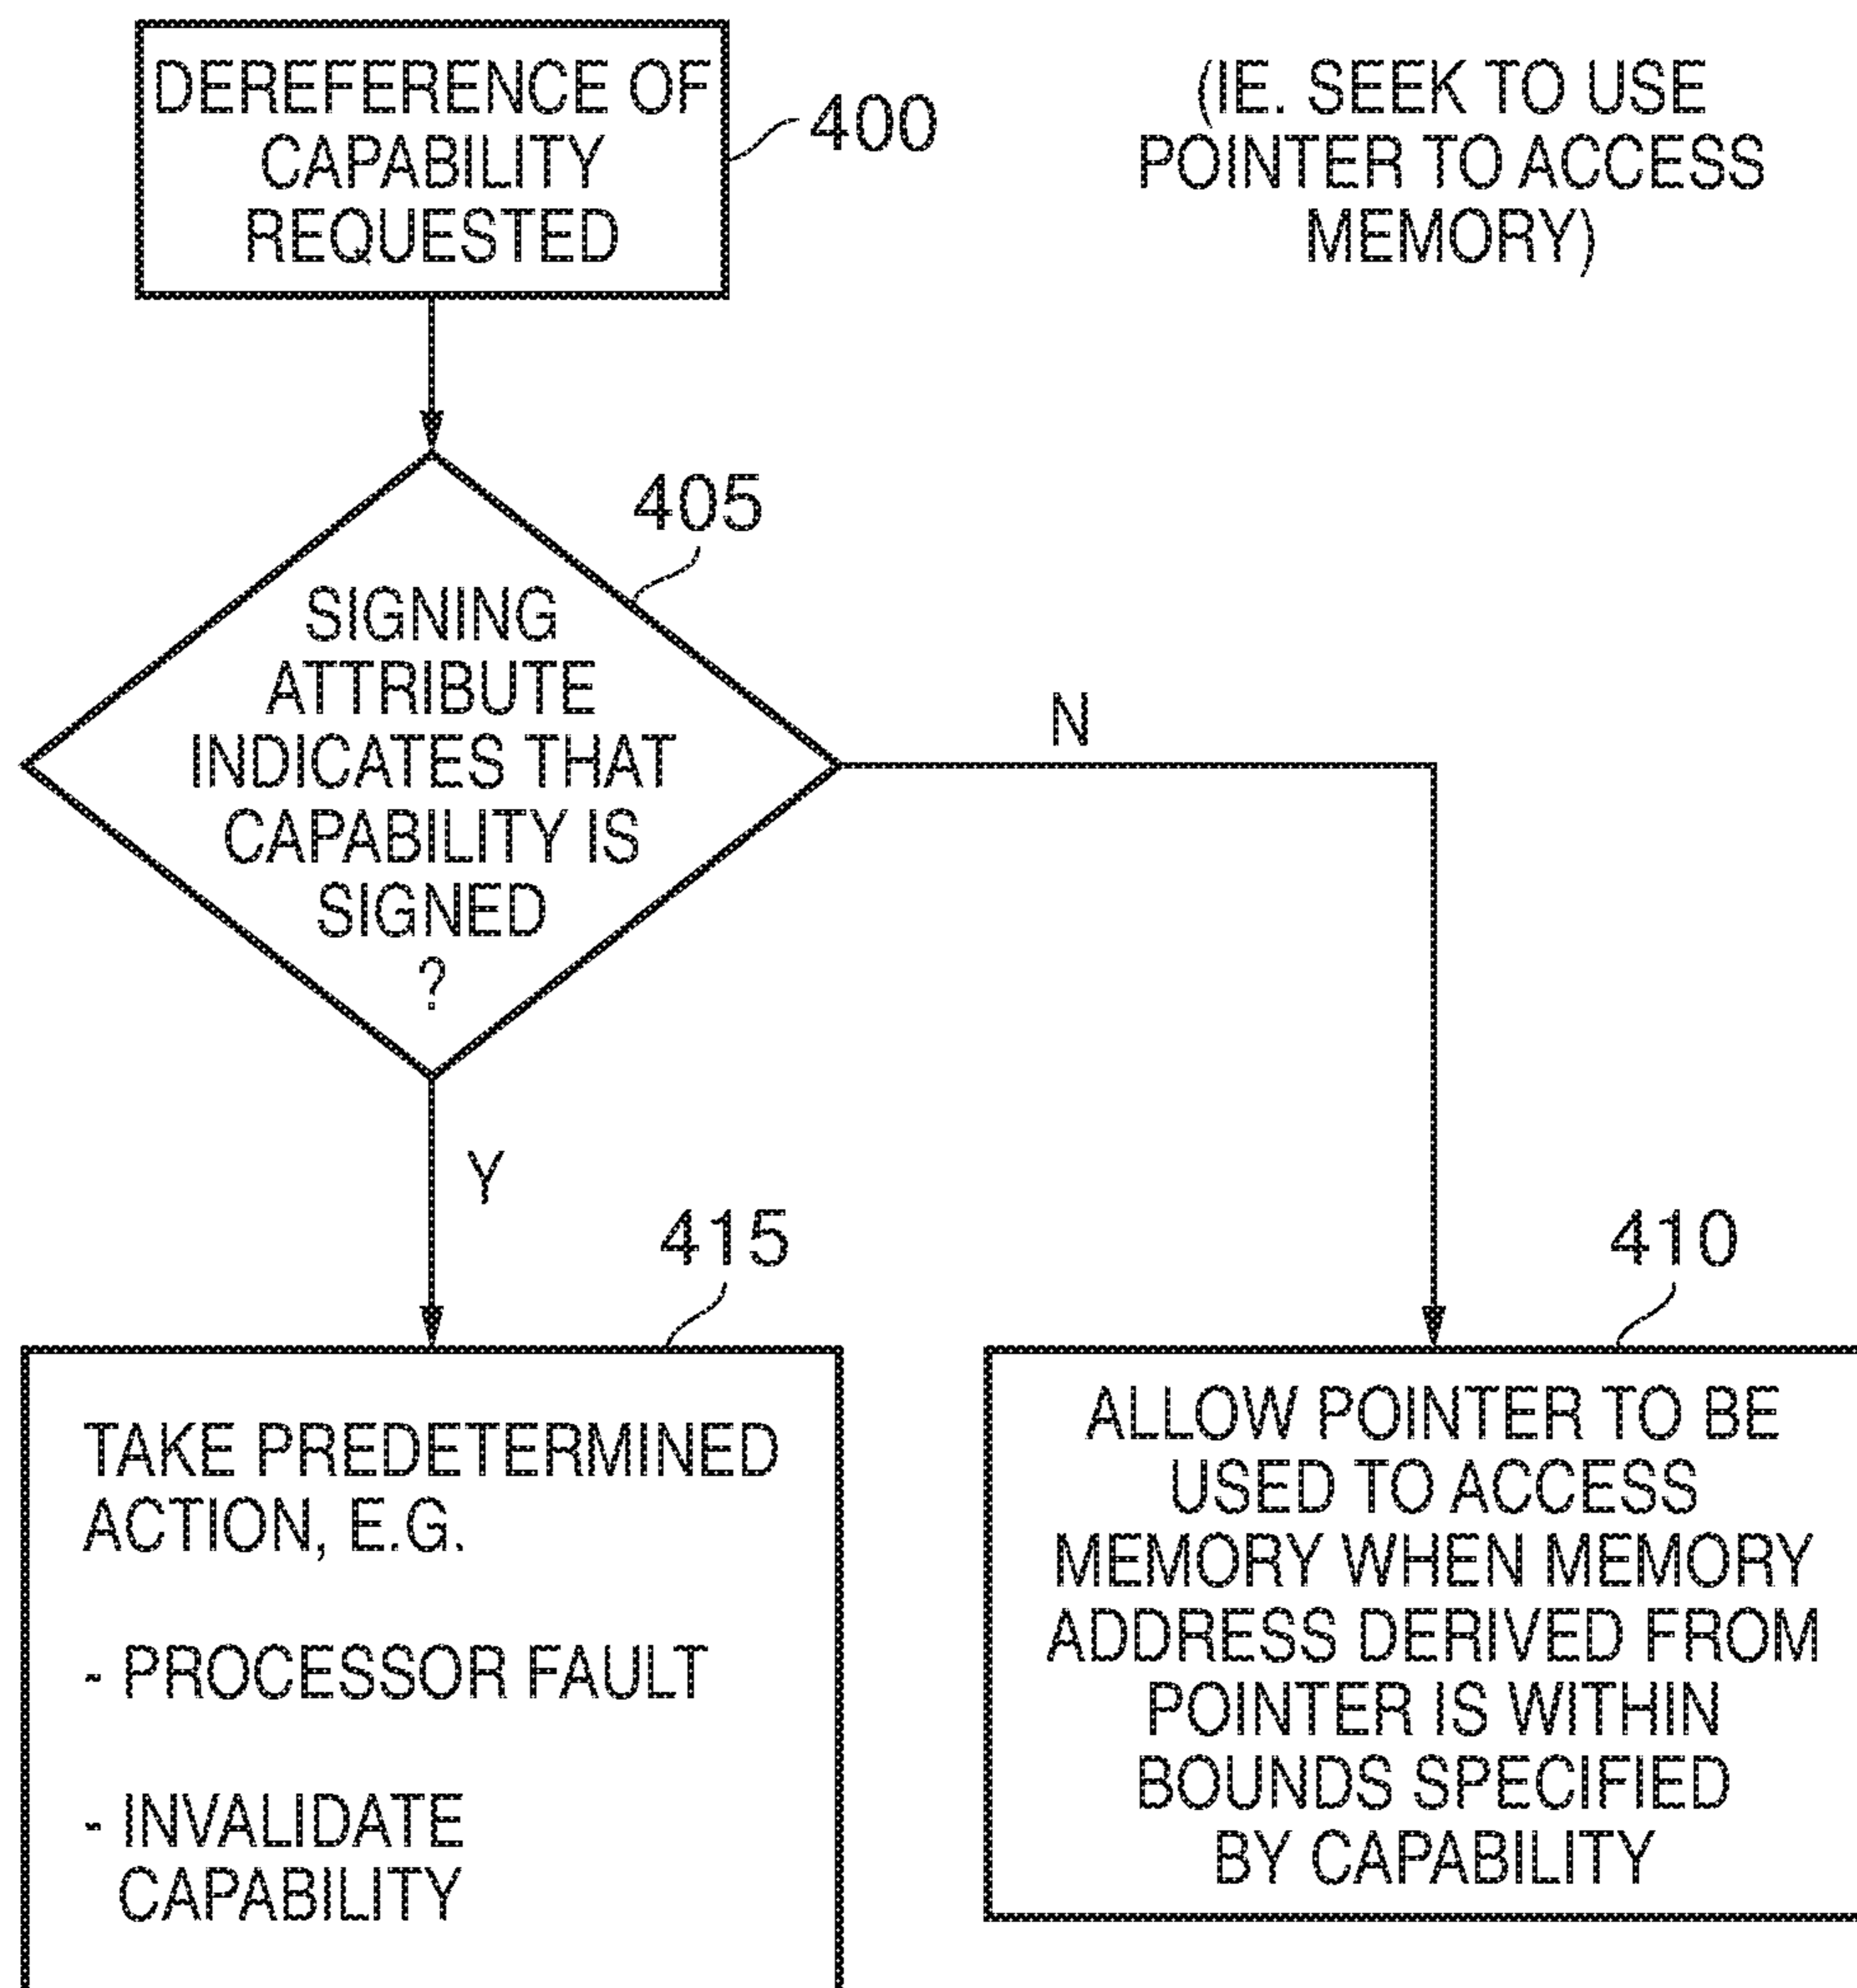 DEREFERENCE OF
CAPABILITY
REQUESTED
400
(IE. SEEK TO USE
POINTER TO ACCESS
MEMORY)
405
SIGNING
ATTRIBUTE
INDICATES THAT
CAPABILITY IS
SIGNED
?
N
Y
415
TAKE PREDETERMINED
ACTION, E.G.
- PROCESSOR FAULT
- INVALIDATE
CAPABILITY
410
ALLOW POINTER TO BE
USED TO ACCESS
MEMORY WHEN MEMORY
ADDRESS DERIVED FROM
POINTER IS WITHIN
BOUNDS SPECIFIED
BY CAPABILITY